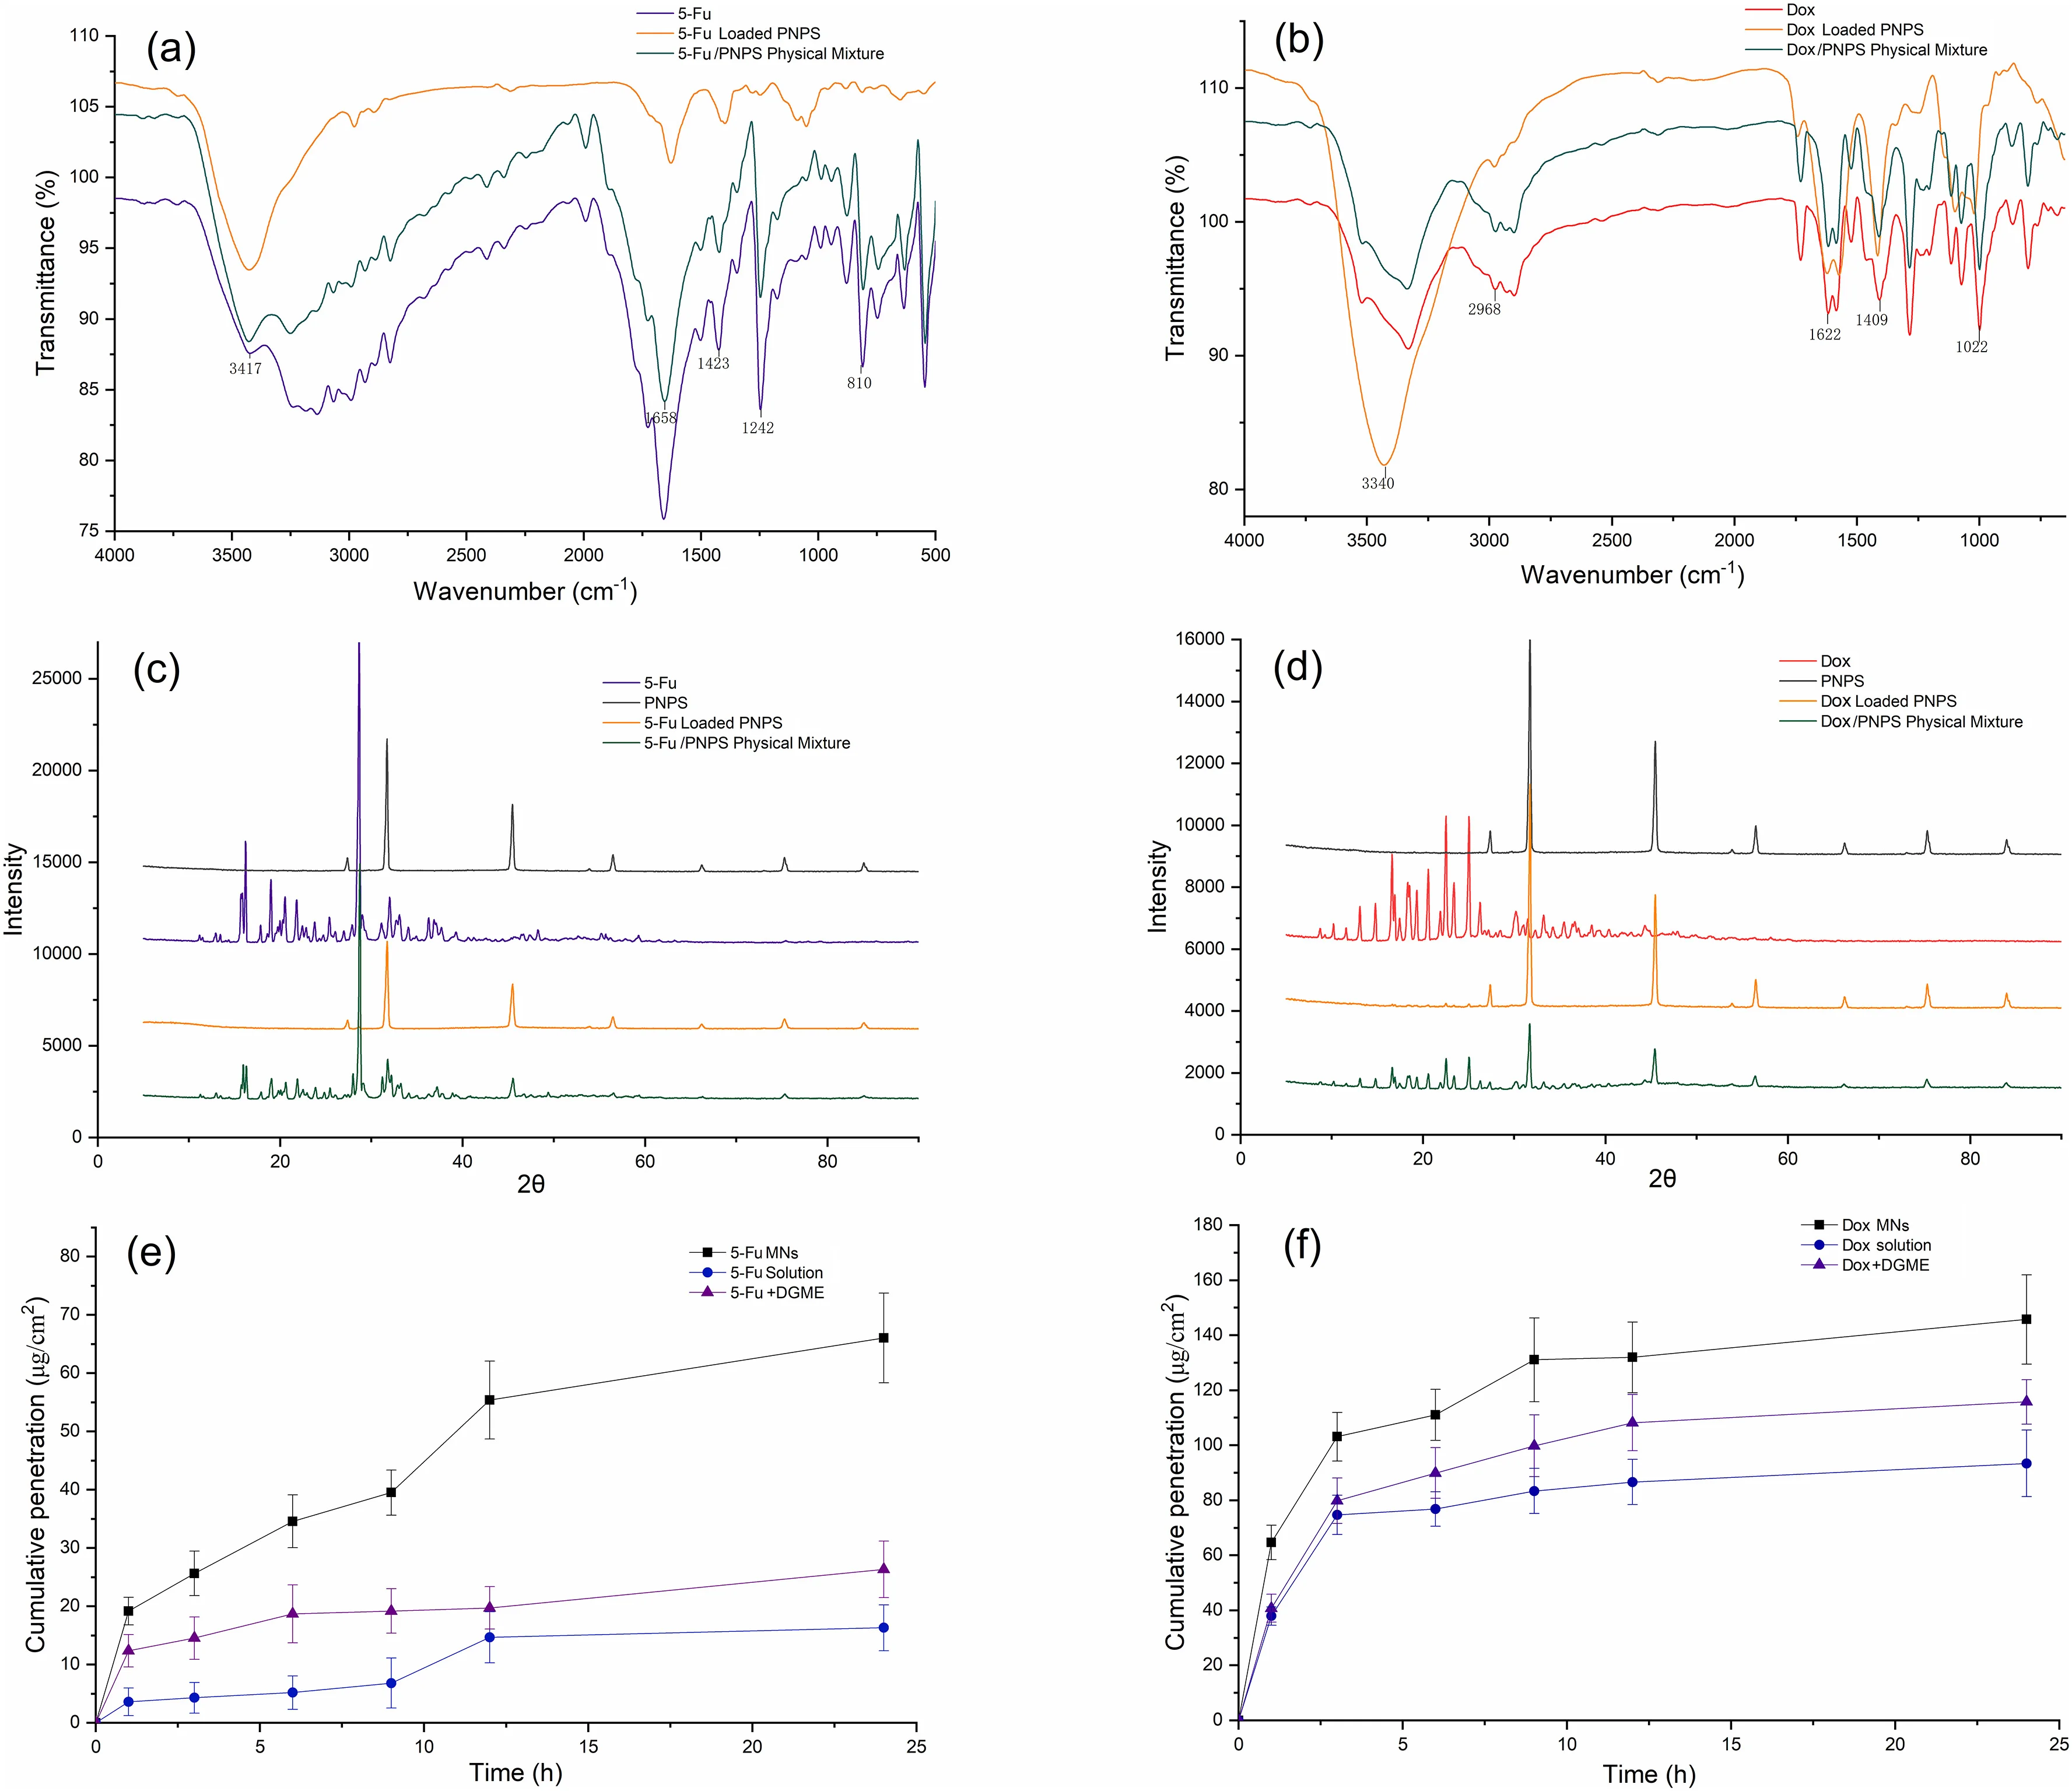 (a)
5-Fu
5-Fu Loaded PNPS
5-Fu /PNPS Physical Mixture
110
105
100
95
90
85
80
75
Transmittance (%)
3417
1658
1423
1242
810
4000 3500 3000 2500 2000 1500 1000 500
Wavenumber (cm-1)
(b)
Dox
Dox Loaded PNPS
Dox/PNPS Physical Mixture
110
100
90
80
Transmittance (%)
3340
2968
1622
1409
1022
4000 3500 3000 2500 2000 1500 1000
Wavenumber (cm-1)
(c)
5-Fu
PNPS
5-Fu Loaded PNPS
5-Fu /PNPS Physical Mixture
25000
20000
15000
10000
5000
0
Intensity
0 20 40 60 80
2θ
(d)
Dox
PNPS
Dox Loaded PNPS
Dox/PNPS Physical Mixture
16000
14000
12000
10000
8000
6000
4000
2000
0
Intensity
0 20 40 60 80
2θ
(e)
5-Fu MNs
5-Fu Solution
5-Fu +DGME
80
70
60
50
40
30
20
10
0
Cumulative penetration (μg/cm2)
0 5 10 15 20 25
Time (h)
(f)
Dox MNs
Dox solution
Dox+DGME
180
160
140
120
100
80
60
40
20
0
Cumulative penetration (μg/cm2)
0 5 10 15 20 25
Time (h)